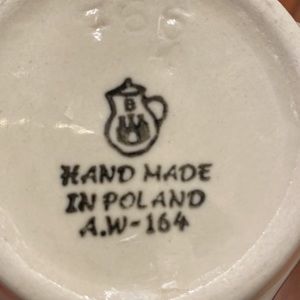 B
HAND MADE
IN POLAND
A.W-164